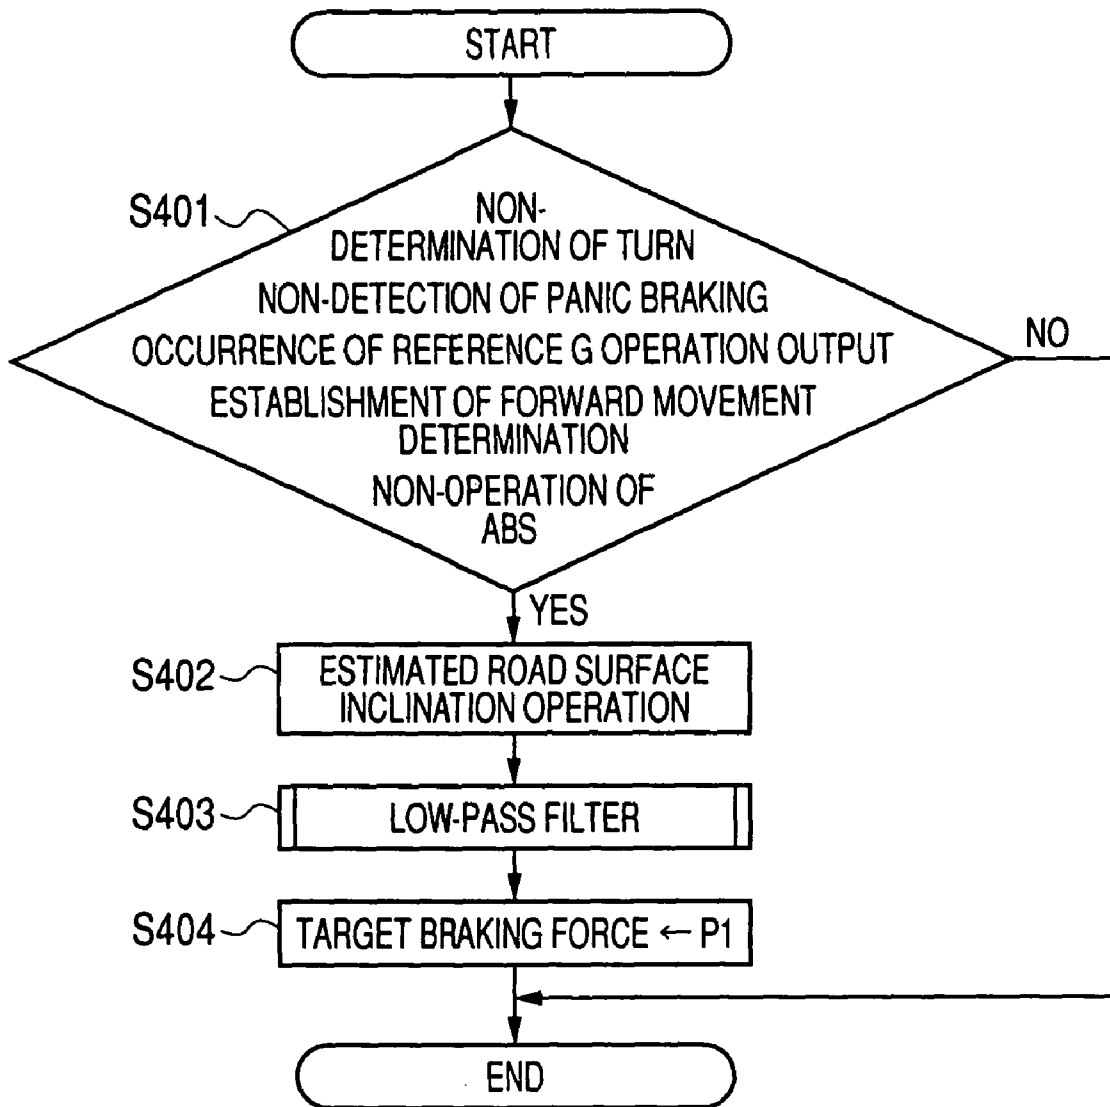 START
S401
NON-
DETERMINATION OF TURN
NON-DETECTION OF PANIC BRAKING
OCCURRENCE OF REFERENCE G OPERATION OUTPUT
ESTABLISHMENT OF FORWARD MOVEMENT
DETERMINATION
NON-OPERATION OF
ABS
NO
YES
S402
ESTIMATED ROAD SURFACE
INCLINATION OPERATION
S403
LOW-PASS FILTER
S404
TARGET BRAKING FORCE ← P1
END